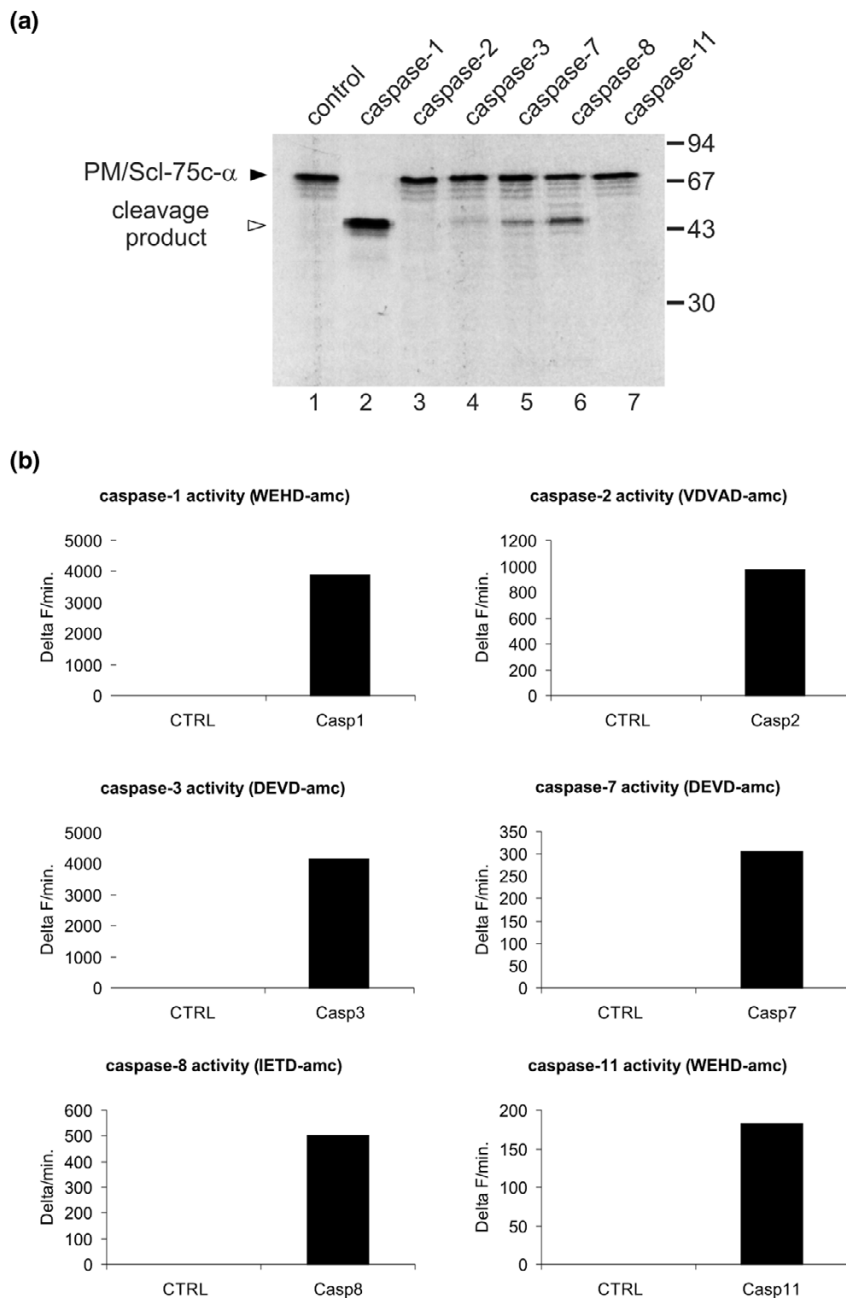 (a)
control
caspase-1
caspase-2
caspase-3
caspase-7
caspase-8
caspase-11
PM/Scl-75c-α
cleavage
product
94
67
43
30
1 2 3 4 5 6 7
(b)
caspase-1 activity (WEHD-amc)
Delta F/min.
5000
4000
3000
2000
1000
0
CTRL Casp1
caspase-2 activity (VDVAD-amc)
Delta F/min.
1200
1000
800
600
400
200
0
CTRL Casp2
caspase-3 activity (DEVD-amc)
Delta F/min.
5000
4000
3000
2000
1000
0
CTRL Casp3
caspase-7 activity (DEVD-amc)
Delta F/min.
350
300
250
200
150
100
50
0
CTRL Casp7
caspase-8 activity (IETD-amc)
Delta/min.
600
500
400
300
200
100
0
CTRL Casp8
caspase-11 activity (WEHD-amc)
Delta F/min.
200
150
100
50
0
CTRL Casp11